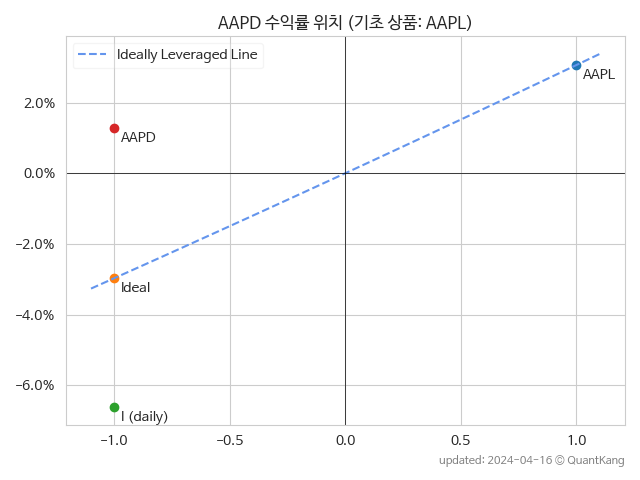 AAPD 수익률 위치 (기초 상품: AAPL)
Ideally Leveraged Line
AAPL
2.0%
AAPD
0.0%
-2.0%
Ideal
-4.0%
-6.0%
I (daily)
-1.0 -0.5 0.0 0.5 1.0
updated: 2024-04-16 © QuantKang